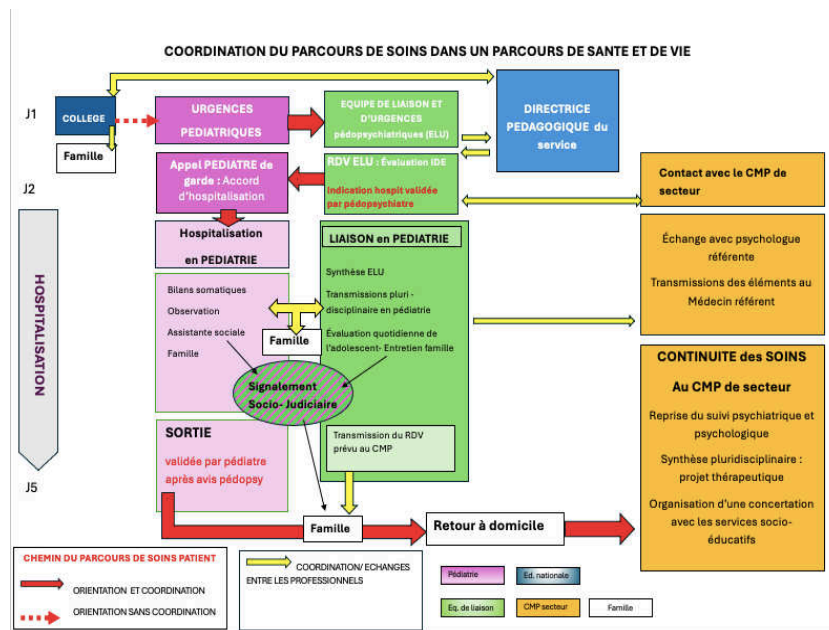 COORDINATION DU PARCOURS DE SOINS DANS UN PARCOURS DE SANTE ET DE VIE
J1
COLLEGE
Famille
URGENCES
PEDIATRIQUES
EQUIPE DE LIAISON ET
D'URGENCES
pédopsychiatriques (ELU)
DIRECTRICE
PEDAGOGIQUE du
service
J2
Appel PEDIATRE de
garde : Accord
d'hospitalisation
RDV ELU : Évaluation IDE
Indication hospit validée
par pédopsychiatre
Contact avec le CMP de
secteur
HOSPITALISATION
Hospitalisation
en PEDIATRIE
LIAISON en PEDIATRIE
Échange avec psychologue
référente
Transmissions des éléments au
Médecin référent
Bilans somatiques
Observation
Assistante sociale
Famille
Famille
Synthèse ELU
Transmissions pluri -
disciplinaire en pédiatrie
Évaluation quotidienne de
l'adolescent- Entretien famille
Signalement
Socio- Judiciaire
CONTINUITE des SOINS
Au CMP de secteur
Reprise du suivi psychiatrique et
psychologique
Synthèse pluridisciplinaire :
projet thérapeutique
Organisation d'une concertation
avec les services socio-
éducatifs
SORTIE
validée par pédiatre
après avis pédopsy
Transmission du RDV
prévu au CMP
J5
Famille
Retour à domicile
CHEMIN DU PARCOURS DE SOINS PATIENT
ORIENTATION ET COORDINATION
ORIENTATION SANS COORDINATION
COORDINATION/ ECHANGES
ENTRE LES PROFESSIONNELS
Pédiatrie
Ed. nationale
Eq. de liaison
CMP secteur
Famille